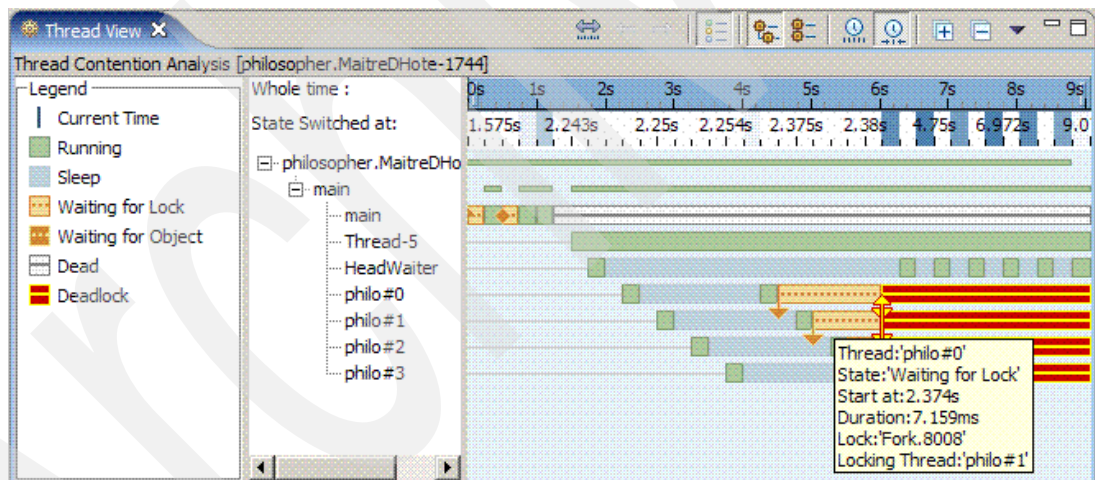 Thread View
Thread Contention Analysis [philosopher.MaitreDHote-1744]
Legend
Current Time
Running
Sleep
Waiting for Lock
Waiting for Object
Dead
Deadlock
Whole time :
0s 1s 2s 3s 4s 5s 6s 7s 8s 9s
State Switched at:
1.575s 2.243s 2.25s 2.254s 2.375s 2.38s 4.75s 6.972s 9.0
philosopher.MaitreDHo
main
main
Thread-5
HeadWaiter
philo#0
philo#1
philo#2
philo#3
Thread:'philo#0'
State:'Waiting for Lock'
Start at:2.374s
Duration:7.159ms
Lock:'Fork.8008'
Locking Thread:'philo#1'